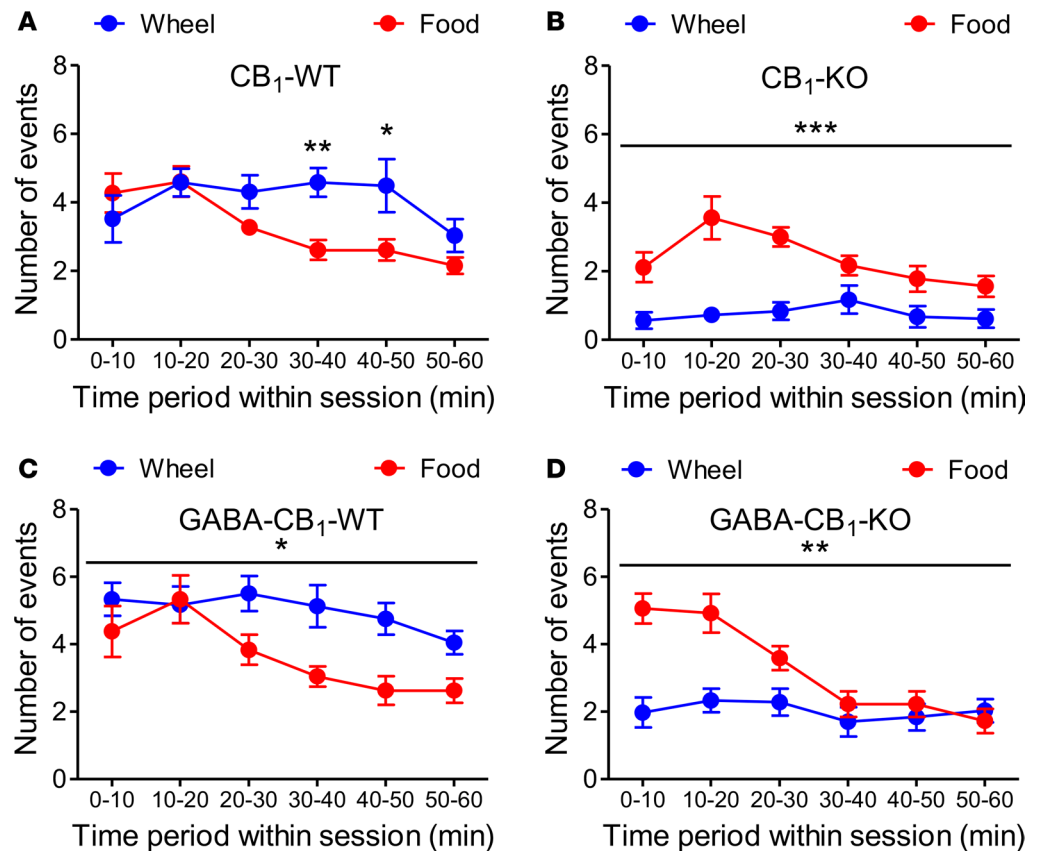 A Wheel Food
CB₁-WT
** *
Number of events
8
6
4
2
0
0-10 10-20 20-30 30-40 40-50 50-60
Time period within session (min)
B Wheel Food
CB₁-KO
***
Number of events
8
6
4
2
0
0-10 10-20 20-30 30-40 40-50 50-60
Time period within session (min)
C Wheel Food
GABA-CB₁-WT
*
Number of events
8
6
4
2
0
0-10 10-20 20-30 30-40 40-50 50-60
Time period within session (min)
D Wheel Food
GABA-CB₁-KO
**
Number of events
8
6
4
2
0
0-10 10-20 20-30 30-40 40-50 50-60
Time period within session (min)